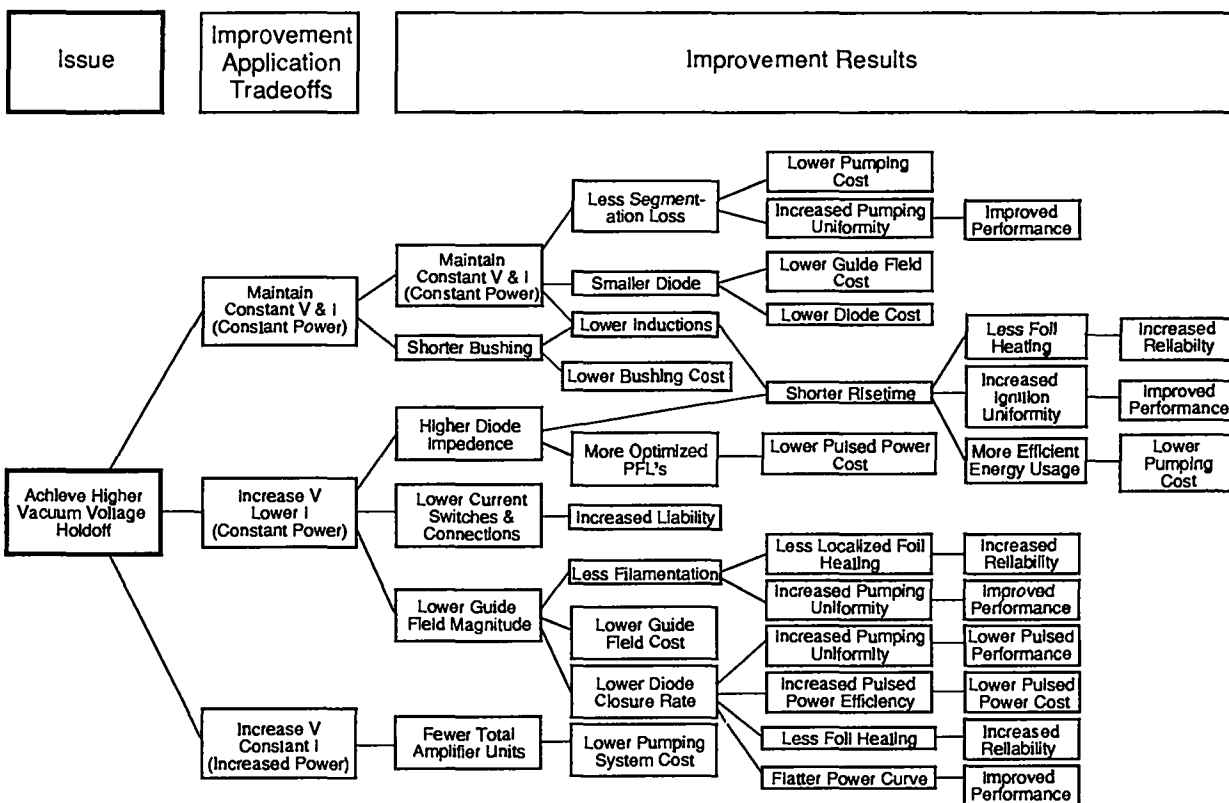 Issue
Improvement
Application
Tradeoffs
Improvement Results
Lower Pumping
Cost
Less Segment-
ation Loss
Increased Pumping
Uniformity
Improved
Performance
Maintain
Constant V & I
(Constant Power)
Maintain
Constant V & I
(Constant Power)
Lower Guide Field
Cost
Smaller Diode
Lower Diode Cost
Lower Inductions
Shorter Bushing
Lower Bushing Cost
Less Foil
Heating
Increased
Reliabilty
Shorter Risetime
Increased
Ignition
Uniformity
Improved
Performance
More Efficient
Energy Usage
Lower
Pumping
Cost
Higher Diode
Impedence
More Optimized
PFL's
Lower Pulsed Power
Cost
Achieve Higher
Vacuum Voltage
Holdoff
Increase V
Lower I
(Constant Power)
Lower Current
Switches &
Connections
Increased Liability
Less Filamentation
Less Localized Foil
Heating
Increased
Reliability
Increased Pumping
Uniformity
Improved
Performance
Lower Guide
Field Magnitude
Lower Guide
Field Cost
Lower Diode
Closure Rate
Increased Pumping
Uniformity
Lower Pulsed
Performance
Increased Pulsed
Power Efficiency
Lower Pulsed
Power Cost
Less Foil Heating
Increased
Reliability
Flatter Power Curve
Improved
Performance
Increase V
Constant I
(Increased Power)
Fewer Total
Amplifier Units
Lower Pumping
System Cost